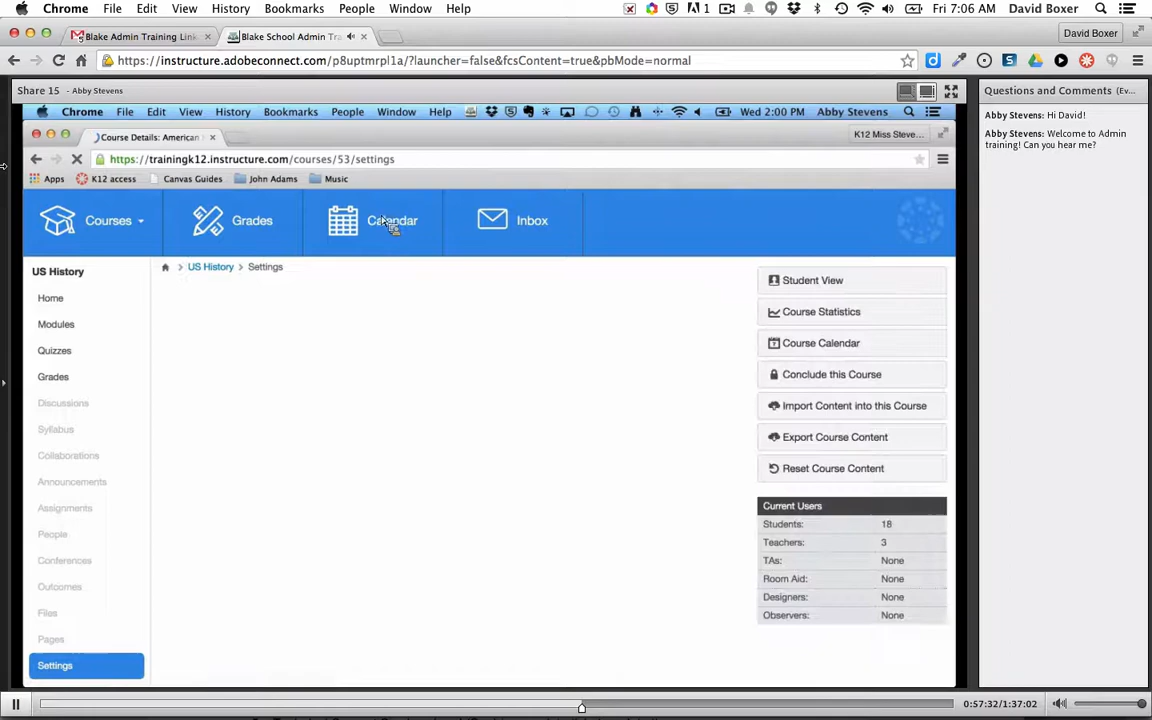 Chrome File Edit View History Bookmarks People Window Help 1 Fri 7:06 AM David Boxer
Blake Admin Training Link Blake School Admin Tra David Boxer
https://instructure.adobeconnect.com/p8uptmrpl1a/?launcher=false&fcsContent=true&pbMode=normal
Share 15 - Abby Stevens
Chrome File Edit View History Bookmarks People Window Help Wed 2:00 PM Abby Stevens
Course Details: American K12 Miss Steve...
https://trainingk12.instructure.com/courses/53/settings
Apps K12 access Canvas Guides John Adams Music
Courses Grades Calendar Inbox
US History
Home
Modules
Quizzes
Grades
Discussions
Syllabus
Collaborations
Announcements
Assignments
People
Conferences
Outcomes
Files
Pages
Settings
US History > Settings
Student View
Course Statistics
Course Calendar
Conclude this Course
Import Content into this Course
Export Course Content
Reset Course Content
Current Users
Students: 18
Teachers: 3
TAs: None
Room Aid: None
Designers: None
Observers: None
Questions and Comments (Ev...
Abby Stevens: Hi David!
Abby Stevens: Welcome to Admin
training! Can you hear me?
0:57:32/1:37:02